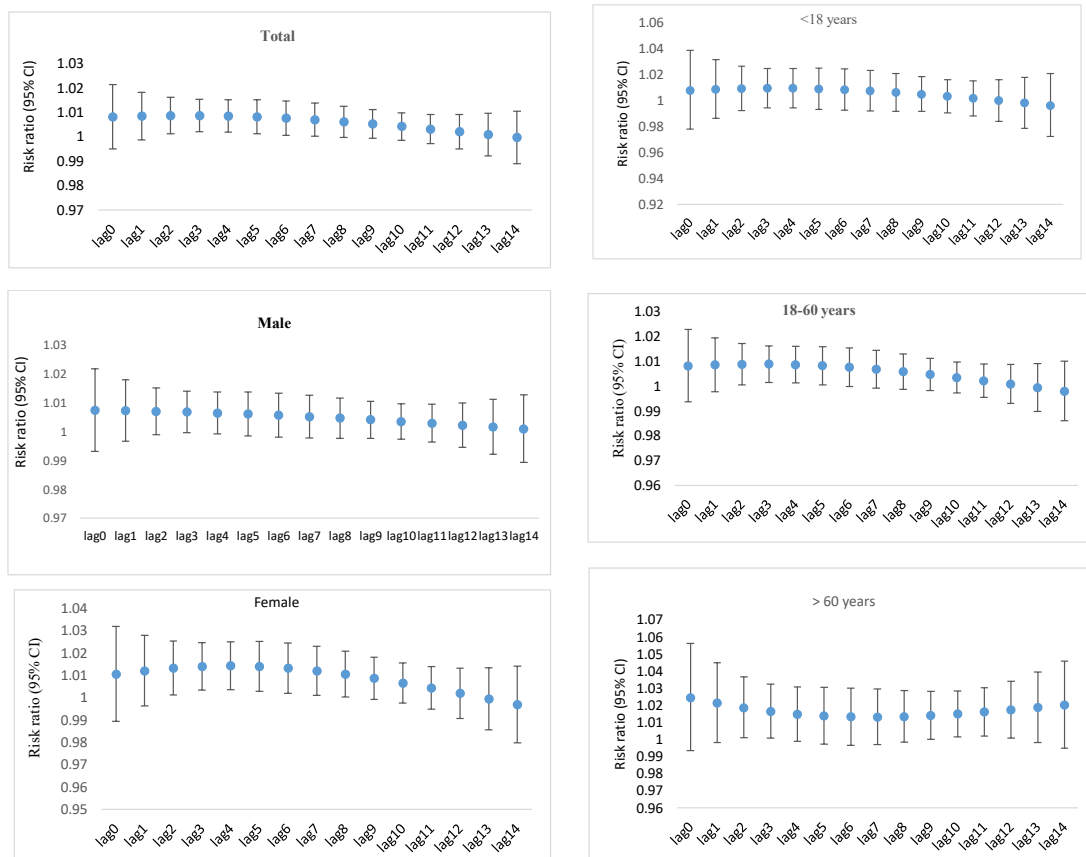 Total
Risk ratio (95% CI)
1.03
1.02
1.01
1
0.99
0.98
0.97
lag0 lag1 lag2 lag3 lag4 lag5 lag6 lag7 lag8 lag9 lag10 lag11 lag12 lag13 lag14
<18 years
Risk ratio (95% CI)
1.06
1.04
1.02
1
0.98
0.96
0.94
0.92
lag0 lag1 lag2 lag3 lag4 lag5 lag6 lag7 lag8 lag9 lag10 lag11 lag12 lag13 lag14
Male
Risk ratio (95% CI)
1.03
1.02
1.01
1
0.99
0.98
0.97
lag0 lag1 lag2 lag3 lag4 lag5 lag6 lag7 lag8 lag9 lag10 lag11 lag12 lag13 lag14
18-60 years
Risk ratio (95% CI)
1.03
1.02
1.01
1
0.99
0.98
0.97
0.96
lag0 lag1 lag2 lag3 lag4 lag5 lag6 lag7 lag8 lag9 lag10 lag11 lag12 lag13 lag14
Female
Risk ratio (95% CI)
1.04
1.03
1.02
1.01
1
0.99
0.98
0.97
0.96
0.95
lag0 lag1 lag2 lag3 lag4 lag5 lag6 lag7 lag8 lag9 lag10 lag11 lag12 lag13 lag14
> 60 years
Risk ratio (95% CI)
1.07
1.06
1.05
1.04
1.03
1.02
1.01
1
0.99
0.98
0.97
0.96
lag0 lag1 lag2 lag3 lag4 lag5 lag6 lag7 lag8 lag9 lag10 lag11 lag12 lag13 lag14